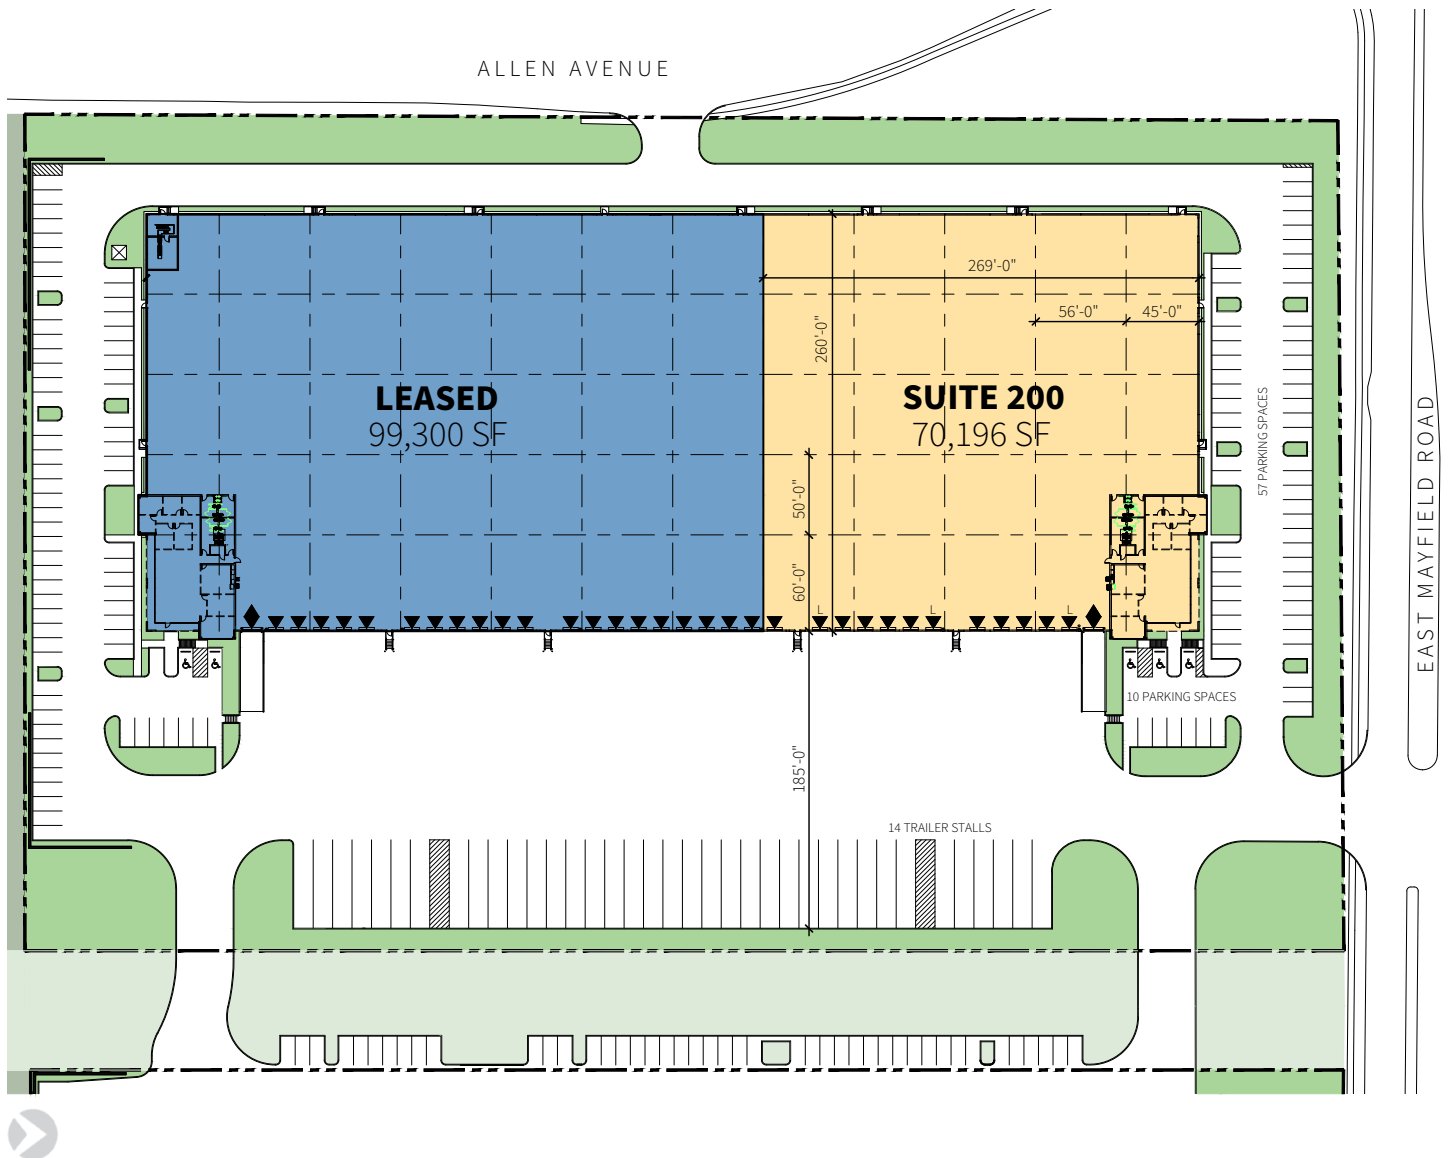 ALLEN AVENUE
269'-0"
56'-0"
45'-0"
260'-0"
LEASED
99,300 SF
SUITE 200
70,196 SF
57 PARKING SPACES
EAST MAYFIELD ROAD
50'-0"
60'-0"
L
L
L
10 PARKING SPACES
185'-0"
14 TRAILER STALLS